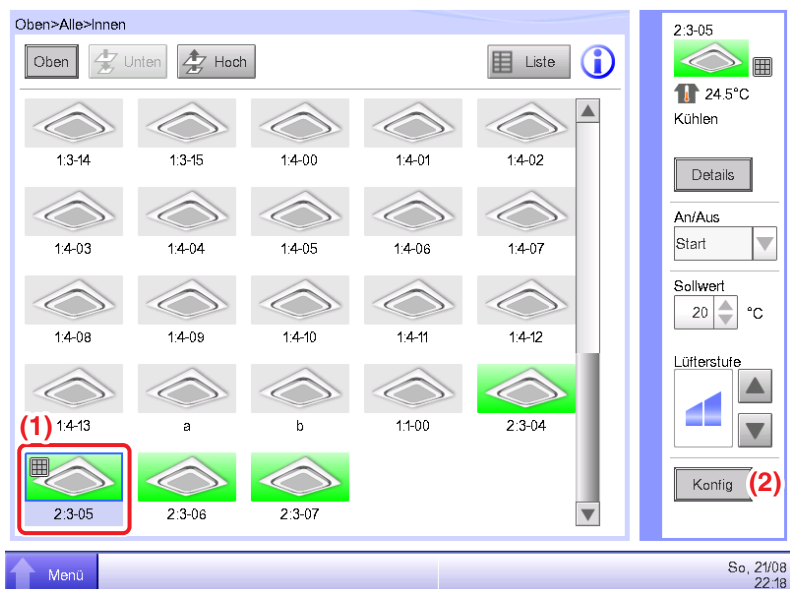 Oben>Alle>Innen
Oben Unten Hoch Liste
1:3-14 1:3-15 1:4-00 1:4-01 1:4-02
1:4-03 1:4-04 1:4-05 1:4-06 1:4-07
1:4-08 1:4-09 1:4-10 1:4-11 1:4-12
(1) 1:4-13 a b 1:1-00 2:3-04
2:3-05 2:3-06 2:3-07
2:3-05
24.5°C
Kühlen
Details
An/Aus
Start
Sollwert
20 °C
Lüfterstufe
Konfig (2)
Menü
So, 21/08
22:18